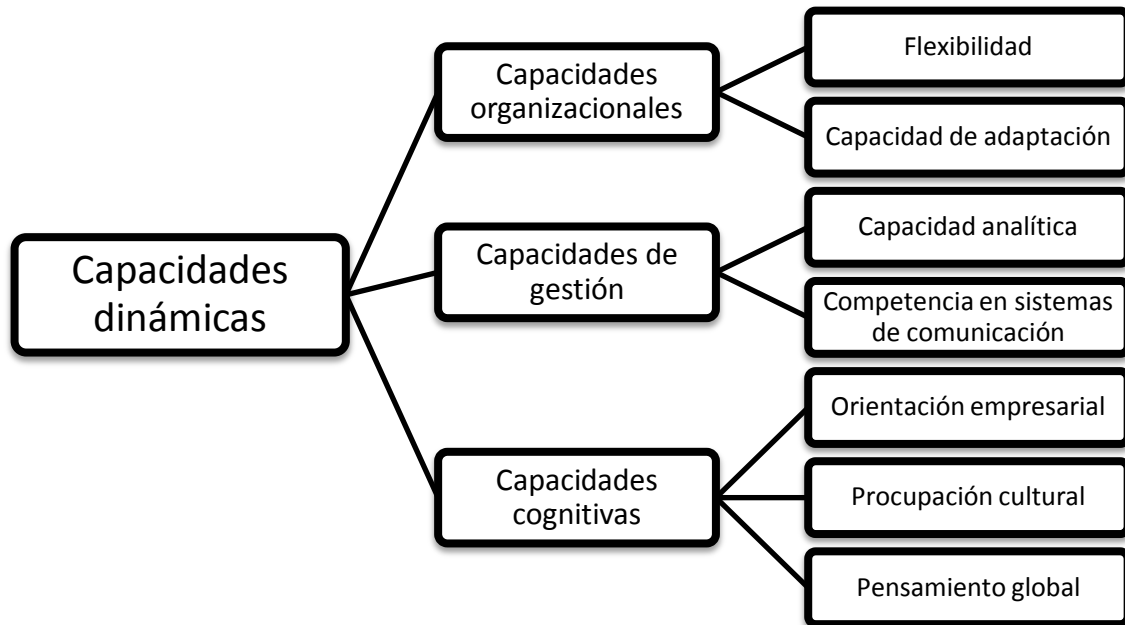 Capacidades
dinámicas
Capacidades
organizacionales
Flexibilidad
Capacidad de adaptación
Capacidades de
gestión
Capacidad analítica
Competencia en sistemas
de comunicación
Capacidades
cognitivas
Orientación empresarial
Procupación cultural
Pensamiento global